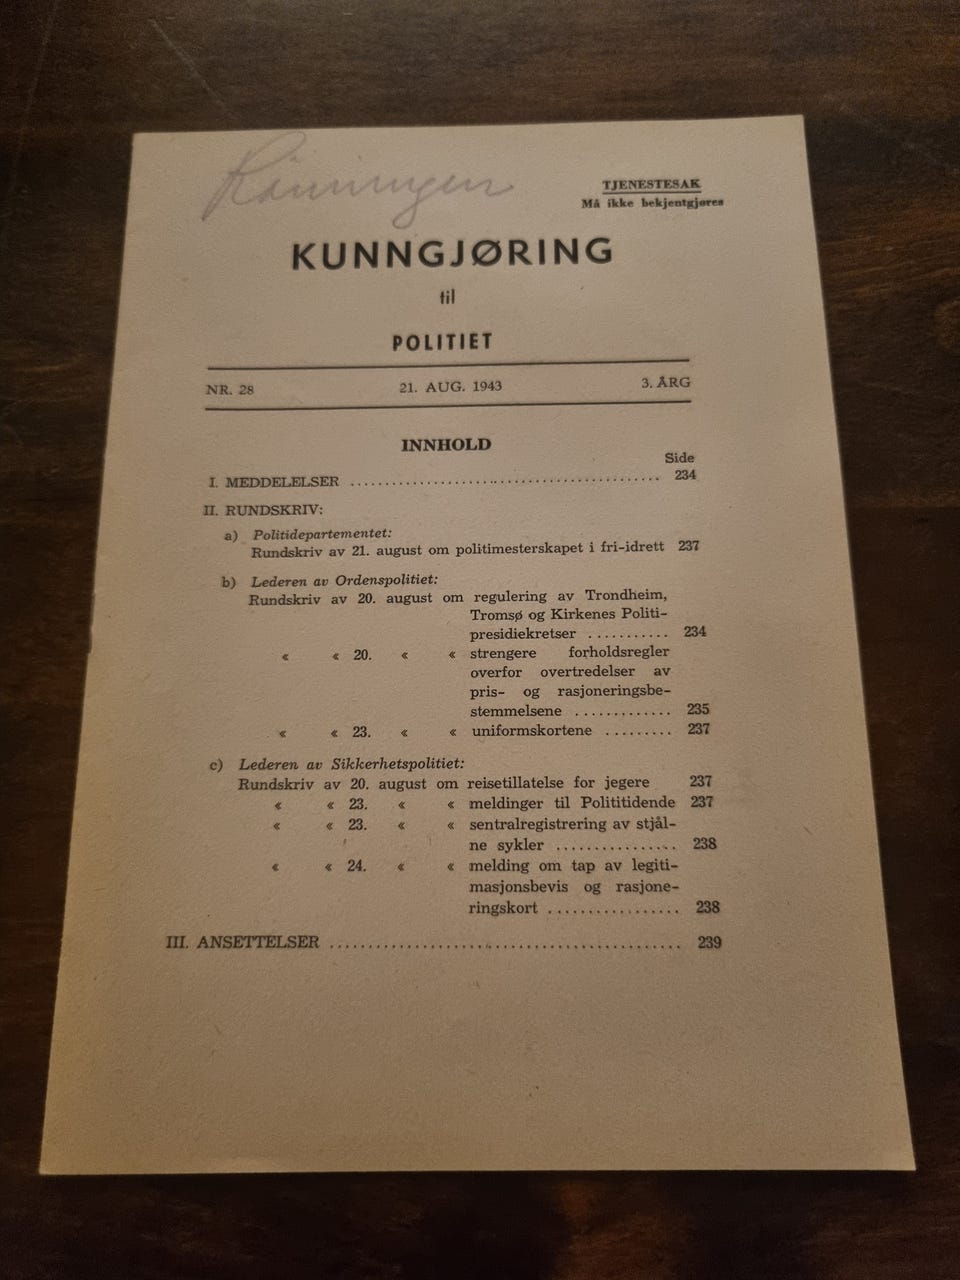 Rønningen
TJENESTESAK
Må ikke bekjentgjøres
KUNNGJØRING
til
POLITIET
NR. 28 21. AUG. 1943 3. ÅRG
INNHOLD
Side
I. MEDDELELSER ............................................. 234
II. RUNDSKRIV:
a) Politidepartementet:
Rundskriv av 21. august om politimesterskapet i fri-idrett 237
b) Lederen av Ordenspolitiet:
Rundskriv av 20. august om regulering av Trondheim,
Tromsø og Kirkenes Politi-
presidiekretser ........... 234
« « 20. « « strengere forholdsregler
overfor overtredelser av
pris- og rasjoneringsbe-
stemmelsene ............. 235
« « 23. « « uniformskortene ......... 237
c) Lederen av Sikkerhetspolitiet:
Rundskriv av 20. august om reisetillatelse for jegere 237
« « 23. « « meldinger til Polititidende 237
« « 23. « « sentralregistrering av stjål-
ne sykler ................ 238
« « 24. « « melding om tap av legiti-
masjonsbevis og rasjone-
ringskort ................. 238
III. ANSETTELSER ............................................. 239